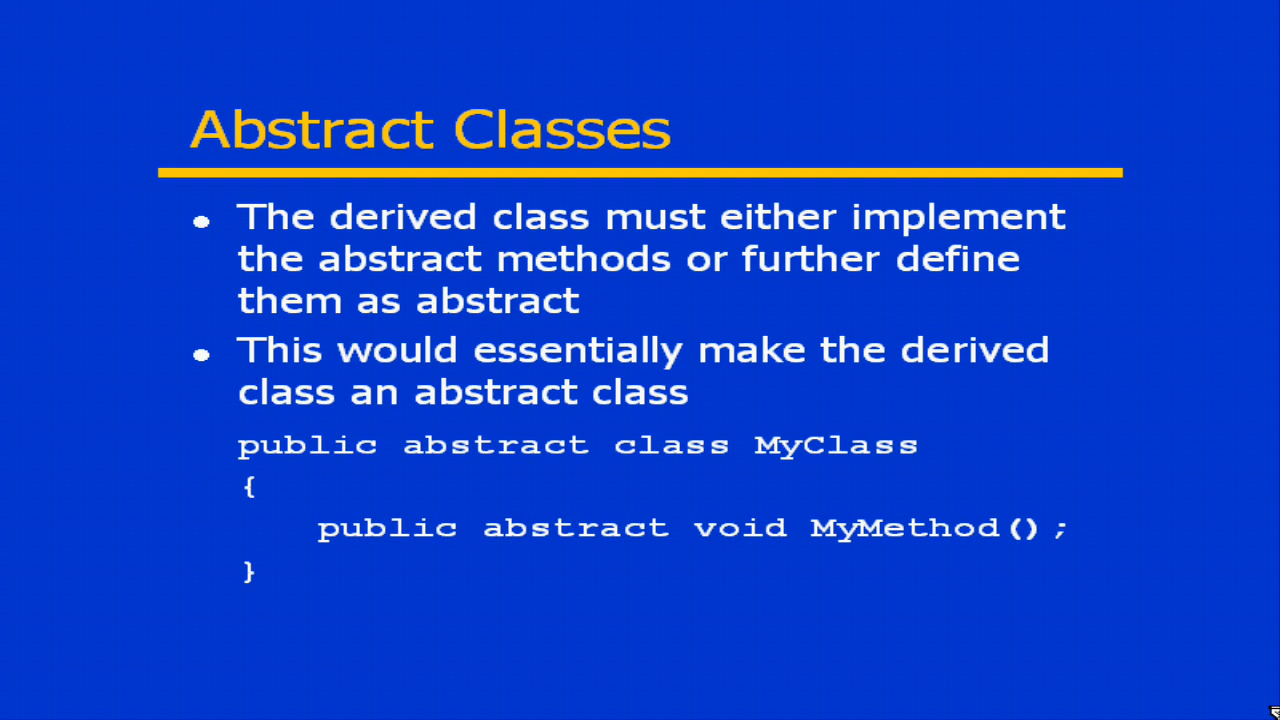 Abstract Classes
The derived class must either implement
the abstract methods or further define
them as abstract
This would essentially make the derived
class an abstract class
public abstract class MyClass
{
public abstract void MyMethod();
}